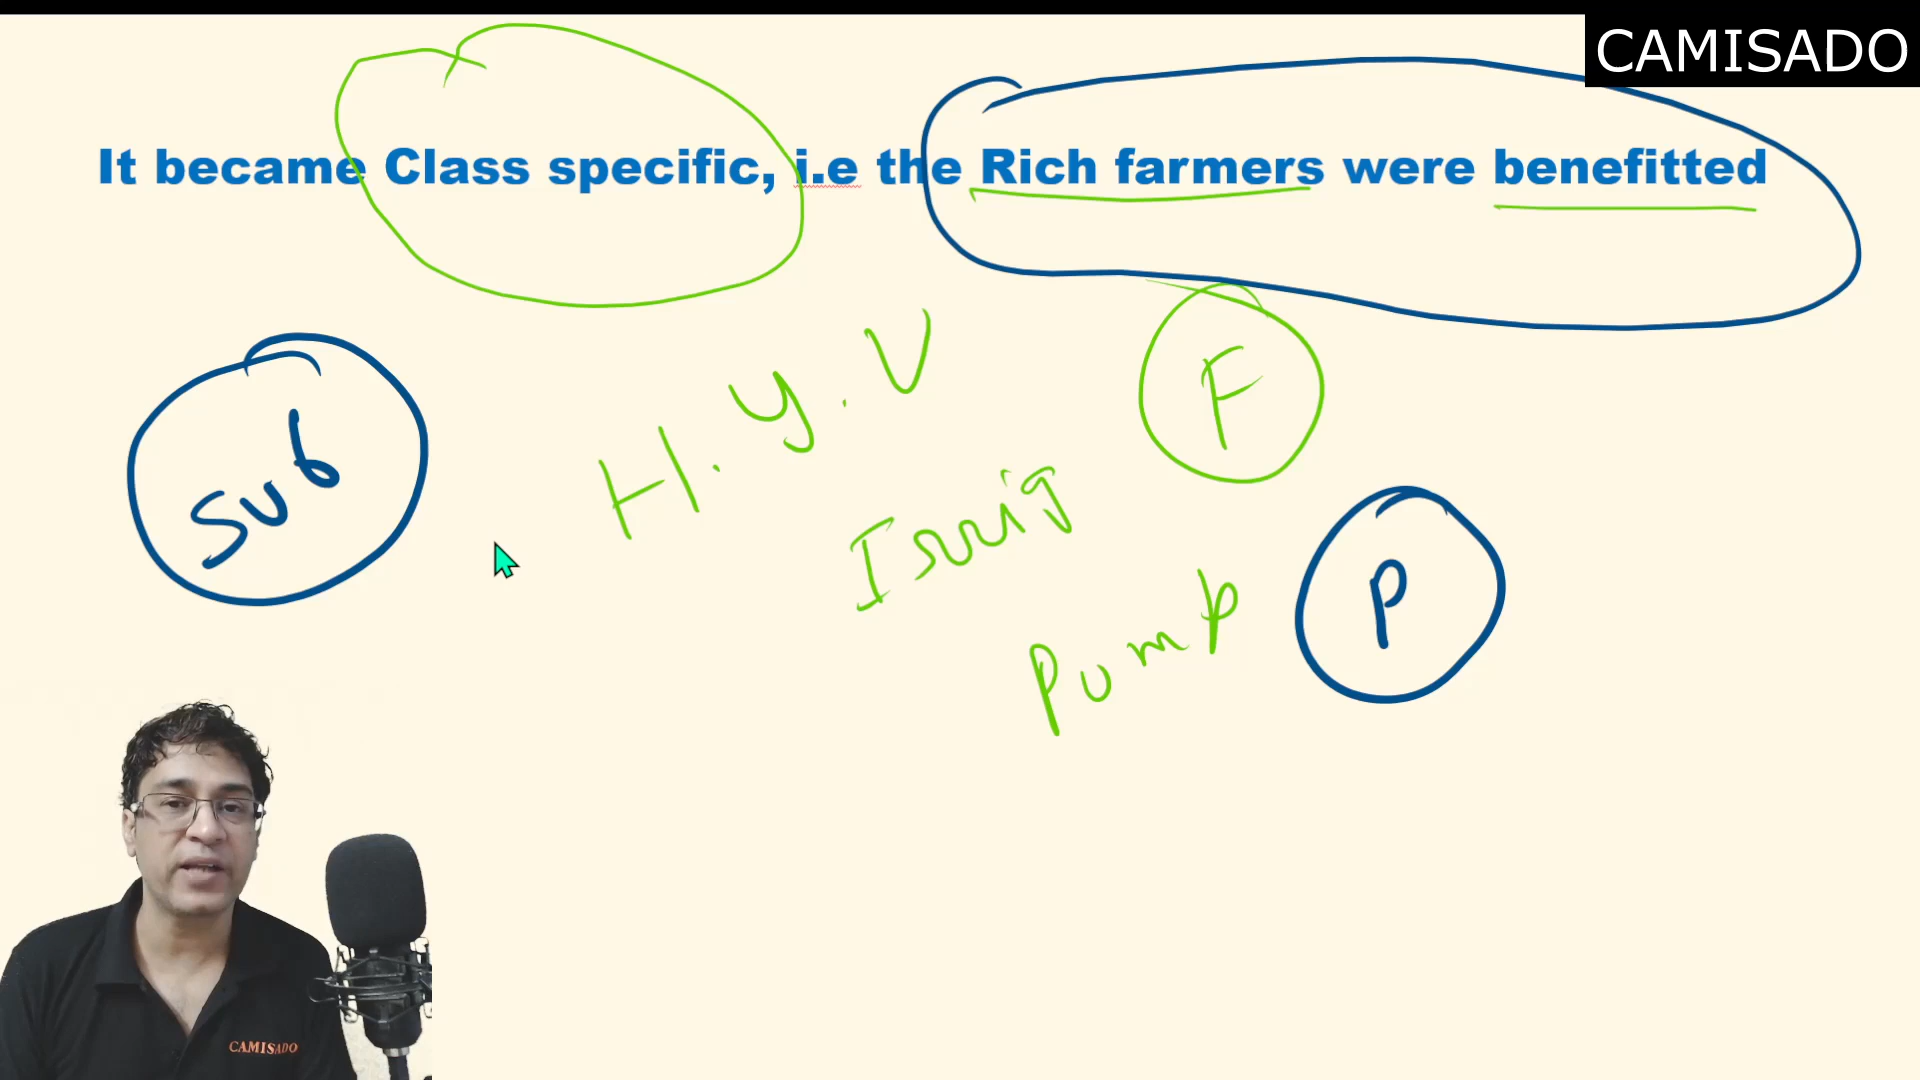 CAMISADO
It became Class specific, i.e the Rich farmers were benefitted
Sub
H.y.V
F
Irrig
Pump
P
CAMISADO